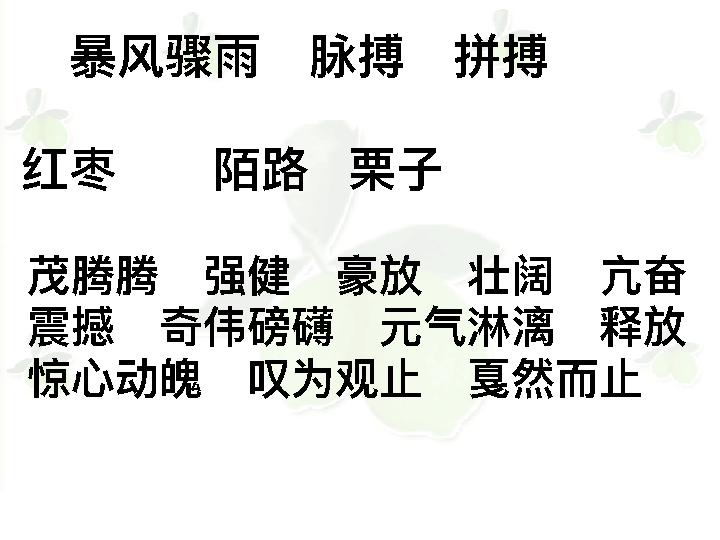 暴风骤雨 脉搏 拼搏
红枣 陌路 栗子
茂腾腾 强健 豪放 壮阔 亢奋
震撼 奇伟磅礴 元气淋漓 释放
惊心动魄 叹为观止 戛然而止